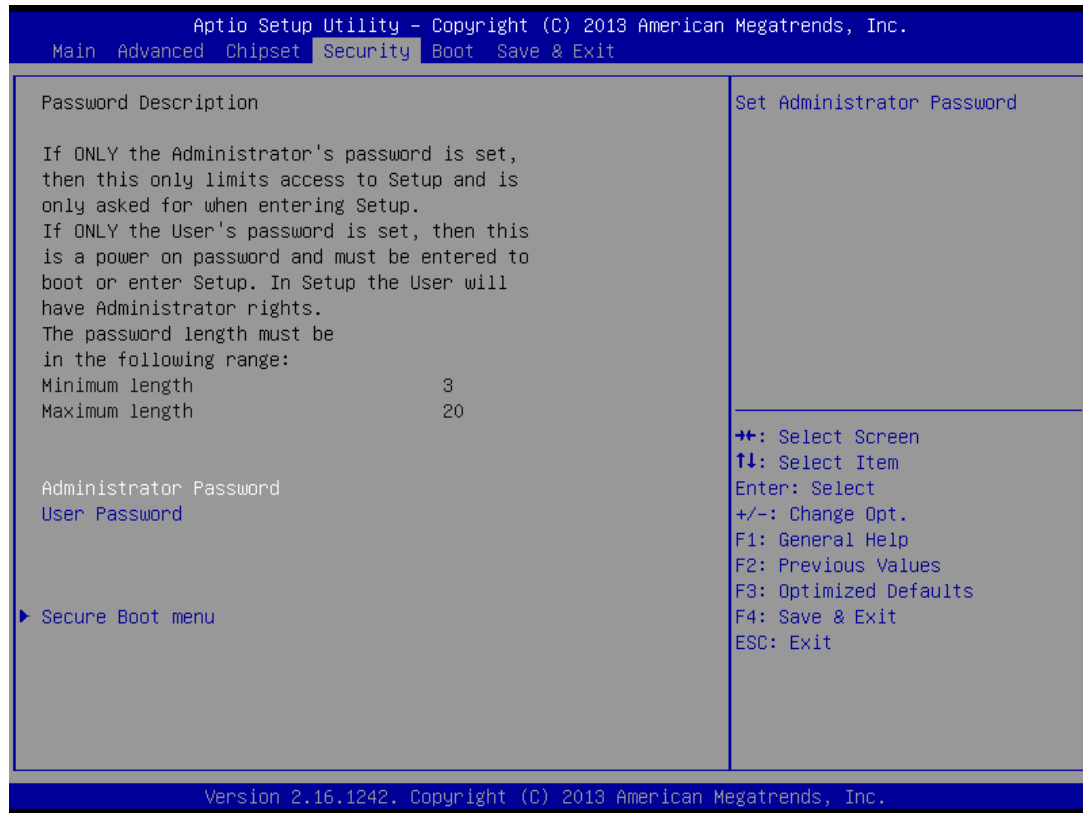 Aptio Setup Utility – Copyright (C) 2013 American Megatrends, Inc.
Main Advanced Chipset Security Boot Save & Exit
Password Description
If ONLY the Administrator's password is set,
then this only limits access to Setup and is
only asked for when entering Setup.
If ONLY the User's password is set, then this
is a power on password and must be entered to
boot or enter Setup. In Setup the User will
have Administrator rights.
The password length must be
in the following range:
Minimum length 3
Maximum length 20
Administrator Password
User Password
▶ Secure Boot menu
Set Administrator Password
→←: Select Screen
↑↓: Select Item
Enter: Select
+/-: Change Opt.
F1: General Help
F2: Previous Values
F3: Optimized Defaults
F4: Save & Exit
ESC: Exit
Version 2.16.1242. Copyright (C) 2013 American Megatrends, Inc.